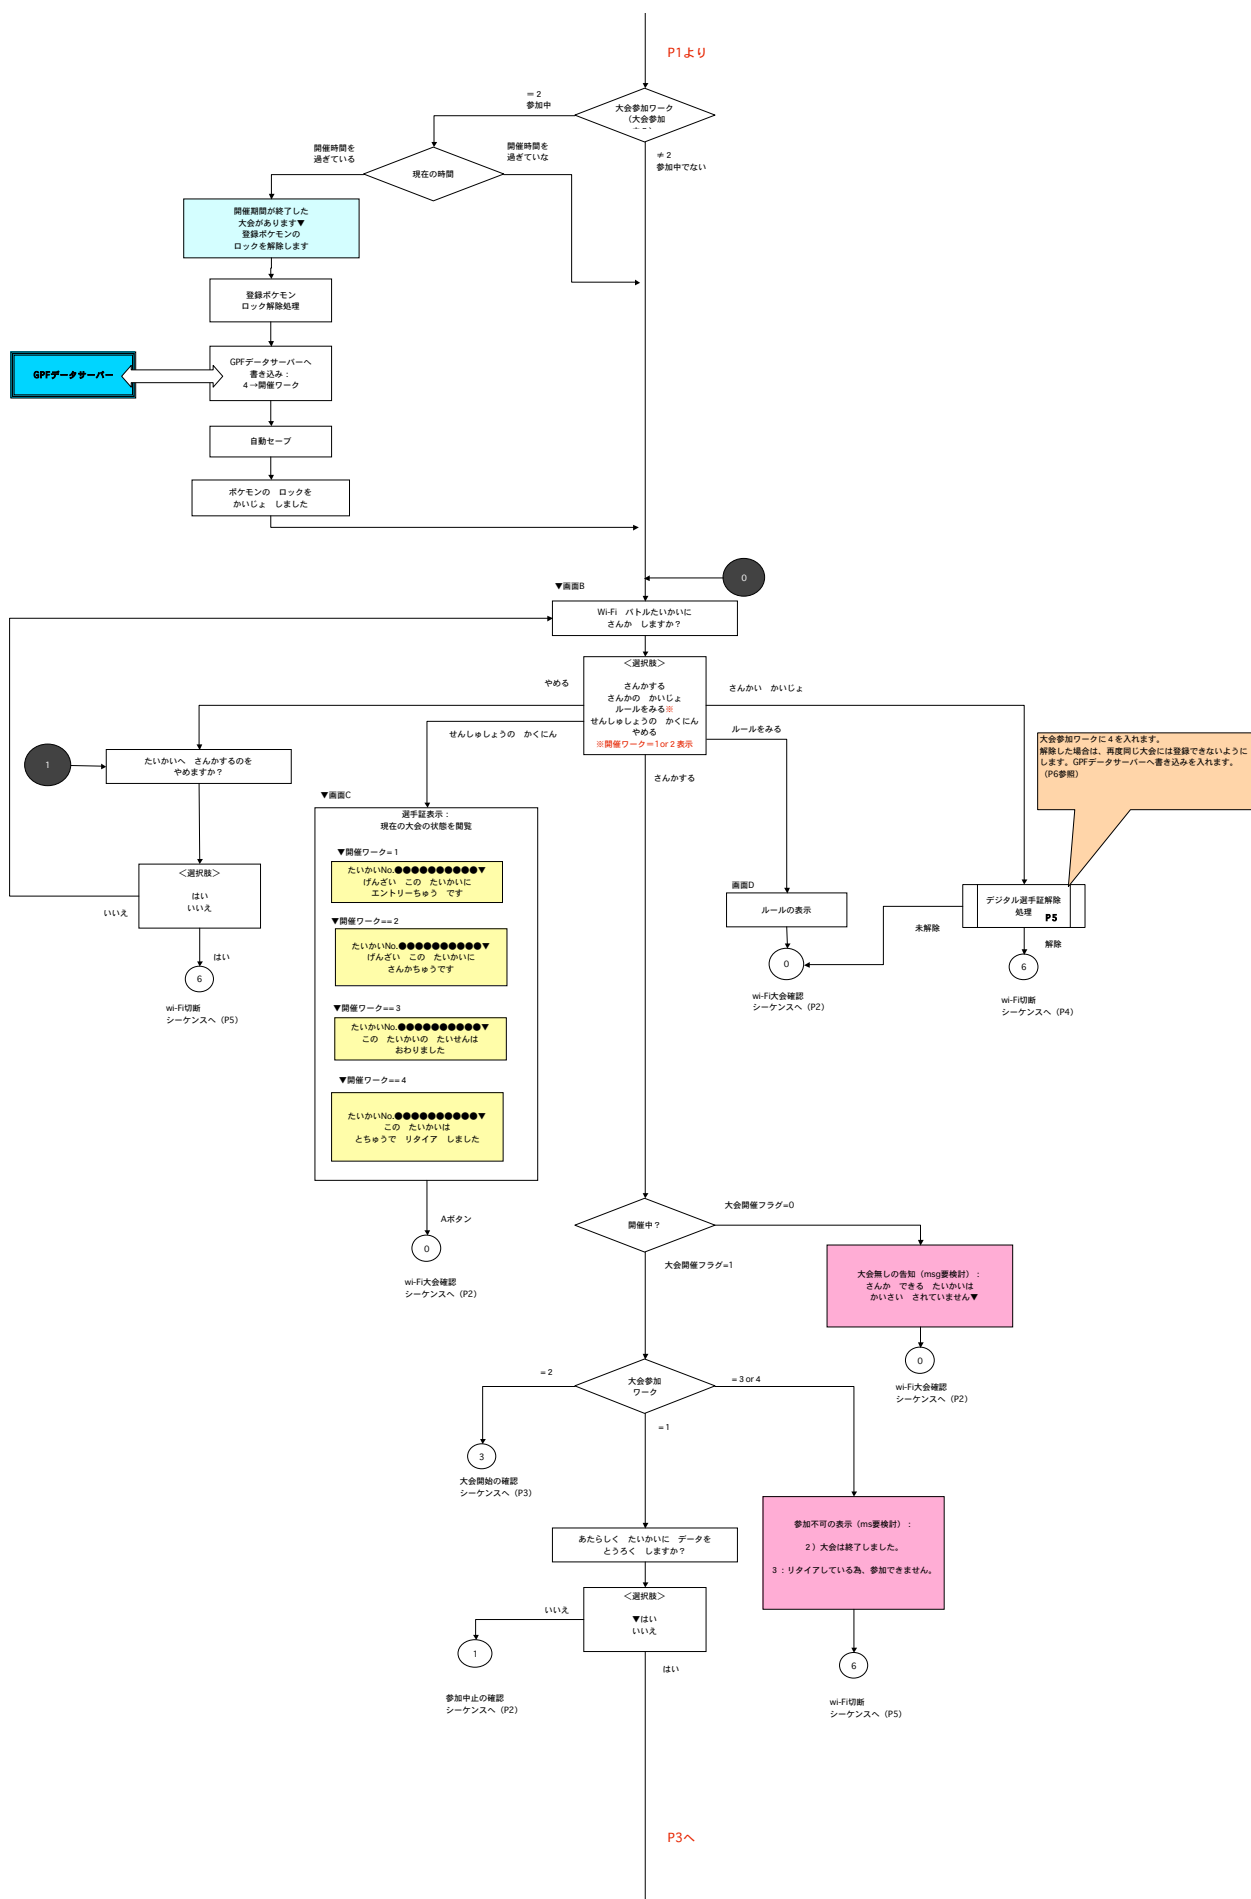 P1より
＝２
参加中
大会参加ワーク
（大会参加
≠２
参加中でない
開催時間を
過ぎている
現在の時間
開催時間を
過ぎていな
開催期間が終了した
大会があります▼
登録ポケモンの
ロックを解除します
登録ポケモン
ロック解除処理
GPFデータサーバー
GPFデータサーバーへ
書き込み：
４→開催ワーク
自動セーブ
ポケモンの　ロックを
かいじょ　しました
0
▼画面B
Wi-Fi　バトルたいかいに
さんか　しますか？
＜選択肢＞
さんかする
さんかの　かいじょ
ルールをみる※
せんしゅしょうの　かくにん
やめる
※開催ワーク＝1or２表示
やめる
さんかい　かいじょ
せんしゅしょうの　かくにん
ルールをみる
さんかする
1
たいかいへ　さんかするのを
やめますか？
＜選択肢＞
はい
いいえ
いいえ
はい
6
wi-Fi切断
シーケンスへ（P5）
▼画面C
選手証表示：
現在の大会の状態を閲覧
▼開催ワーク=１
たいかいNo.●●●●●●●●●●▼
げんざい　この　たいかいに
エントリーちゅう　です
▼開催ワーク==２
たいかいNo.●●●●●●●●●●▼
げんざい　この　たいかいに
さんかちゅうです
▼開催ワーク==３
たいかいNo.●●●●●●●●●●▼
この　たいかいの　たいせんは
おわりました
▼開催ワーク==４
たいかいNo.●●●●●●●●●●▼
この　たいかいは
とちゅうで　リタイア　しました
Aボタン
0
wi-Fi大会確認
シーケンスへ（P2）
画面D
ルールの表示
0
wi-Fi大会確認
シーケンスへ（P2）
大会参加ワークに４を入れます。
解除した場合は、再度同じ大会には登録できないように
します。GPFデータサーバーへ書き込みを入れます。
（P6参照）
デジタル選手証解除
処理
P5
未解除
解除
6
wi-Fi切断
シーケンスへ（P4）
開催中？
大会開催フラグ=0
大会開催フラグ=1
大会無しの告知（msg要検討）：
さんか　できる　たいかいは
かいさい　されていません▼
0
wi-Fi大会確認
シーケンスへ（P2）
大会参加
ワーク
＝２
＝３or４
＝１
3
大会開始の確認
シーケンスへ（P3）
参加不可の表示（ms要検討）：
２）大会は終了しました。
３：リタイアしている為、参加できません。
6
wi-Fi切断
シーケンスへ（P5）
あたらしく　たいかいに　データを
とうろく　しますか？
＜選択肢＞
▼はい
いいえ
いいえ
はい
1
参加中止の確認
シーケンスへ（P2）
P3へ